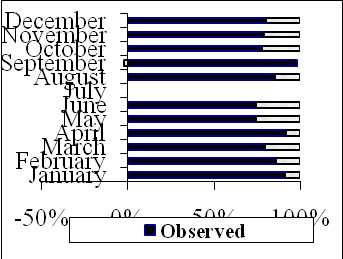 December
November
October
September
August
July
June
May
April
March
February
January
-50% 0% 50% 100%
Observed